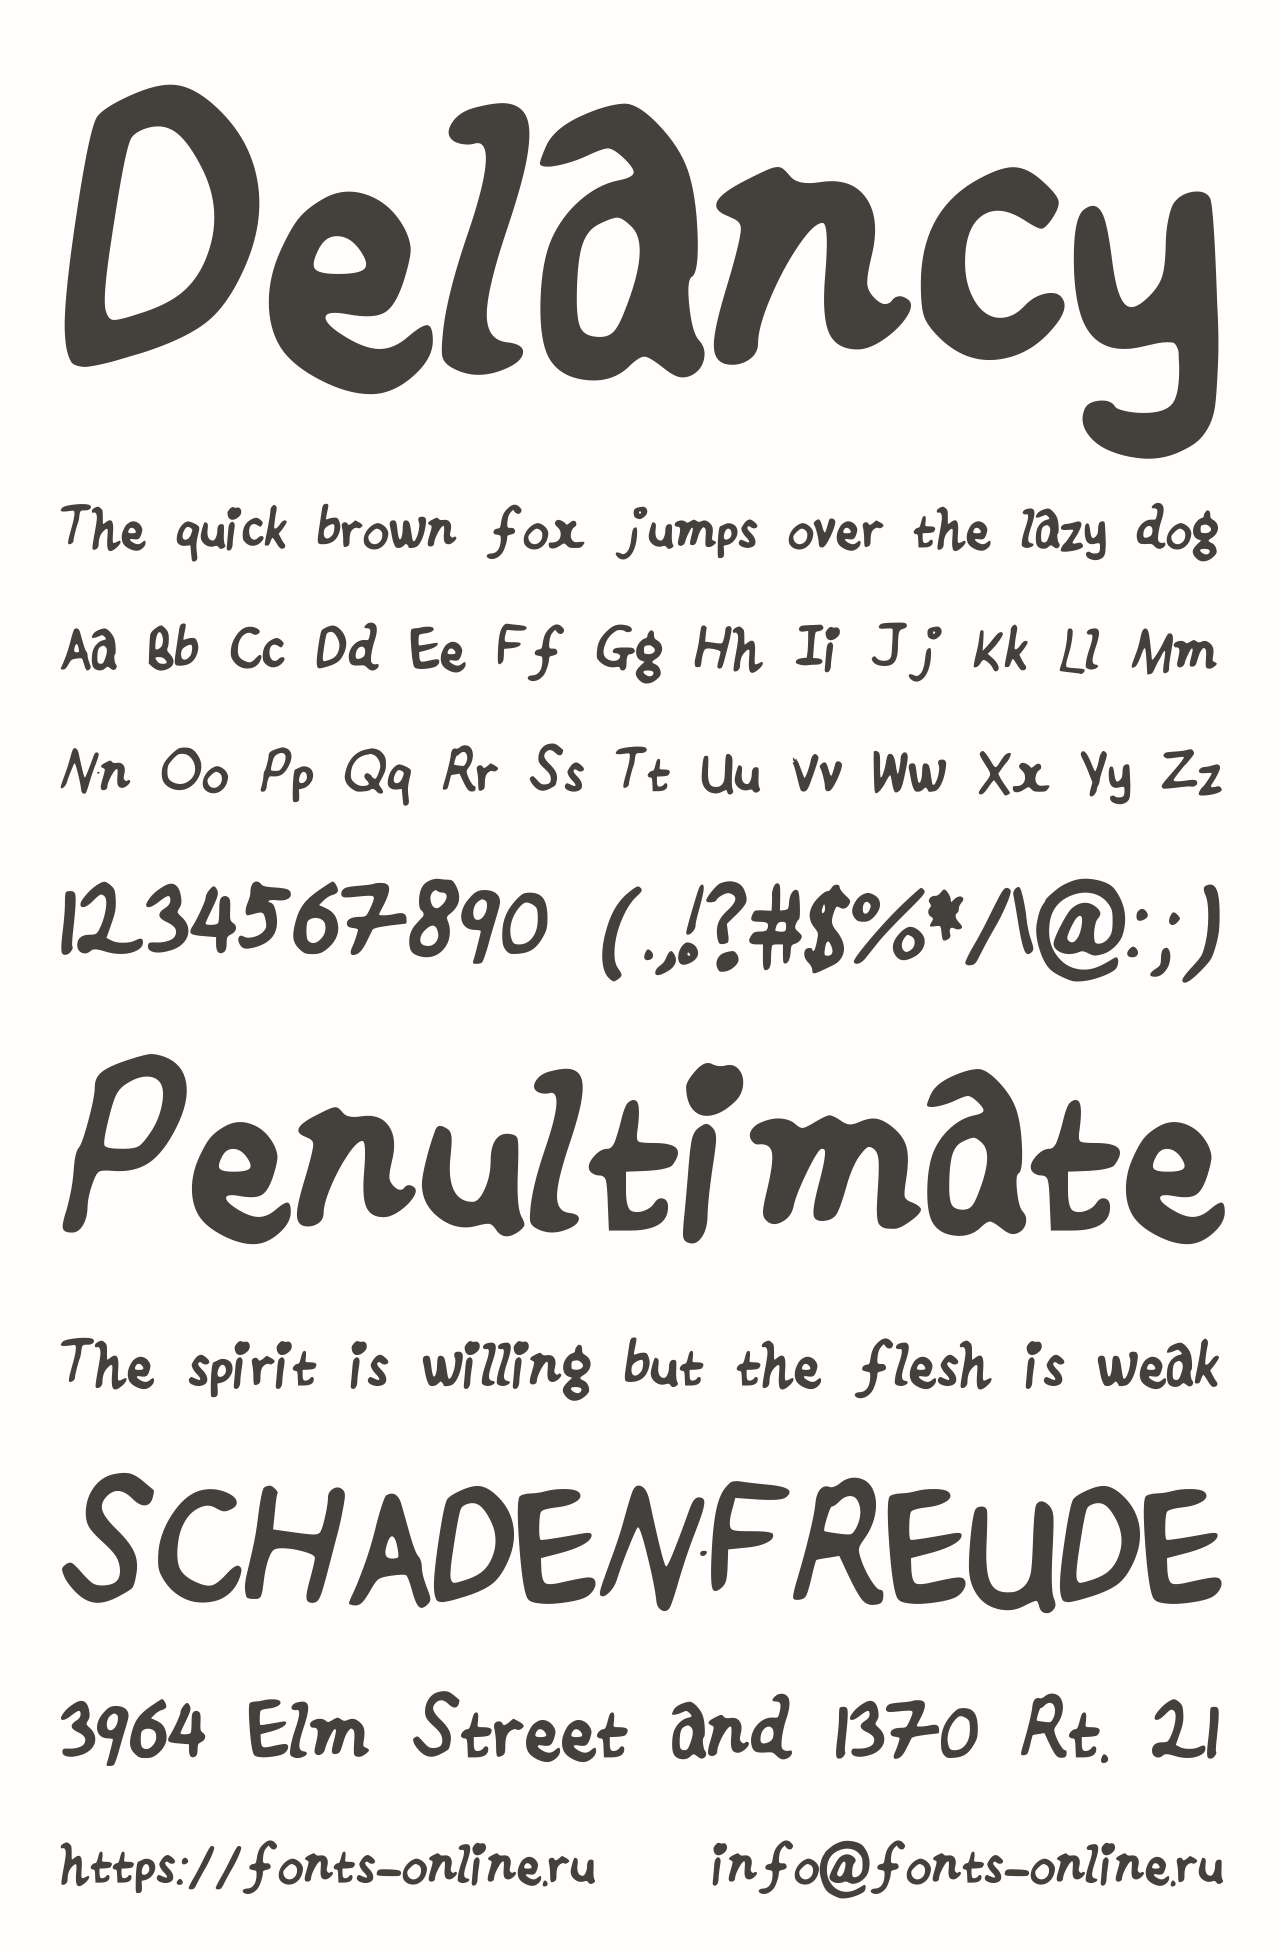 Delancy
The quick brown fox jumps over the lazy dog
Aa Bb Cc Dd Ee Ff Gg Hh Ii Jj Kk Ll Mm
Nn Oo Pp Qq Rr Ss Tt Uu Vv Ww Xx Yy Zz
1234567890 (.,!?#$%*/\@:;)
Penultimate
The spirit is willing but the flesh is weak
SCHADENFREUDE
3964 Elm Street and 1370 Rt. 21
https://fonts-online.ru info@fonts-online.ru